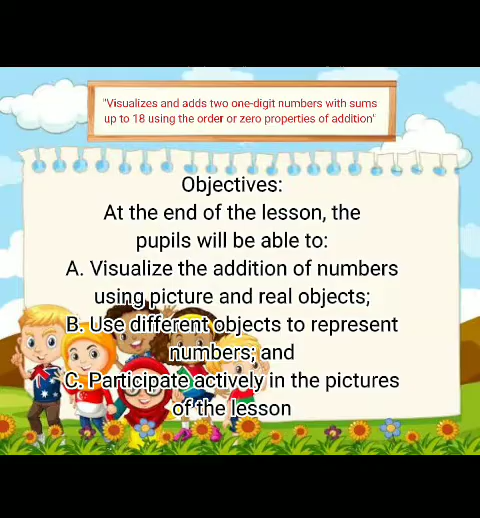 "Visualizes and adds two one-digit numbers with sums
up to 18 using the order or zero properties of addition"
Objectives:
At the end of the lesson, the
pupils will be able to:
A. Visualize the addition of numbers
using picture and real objects;
B. Use different objects to represent
numbers; and
C. Participate actively in the pictures
of the lesson